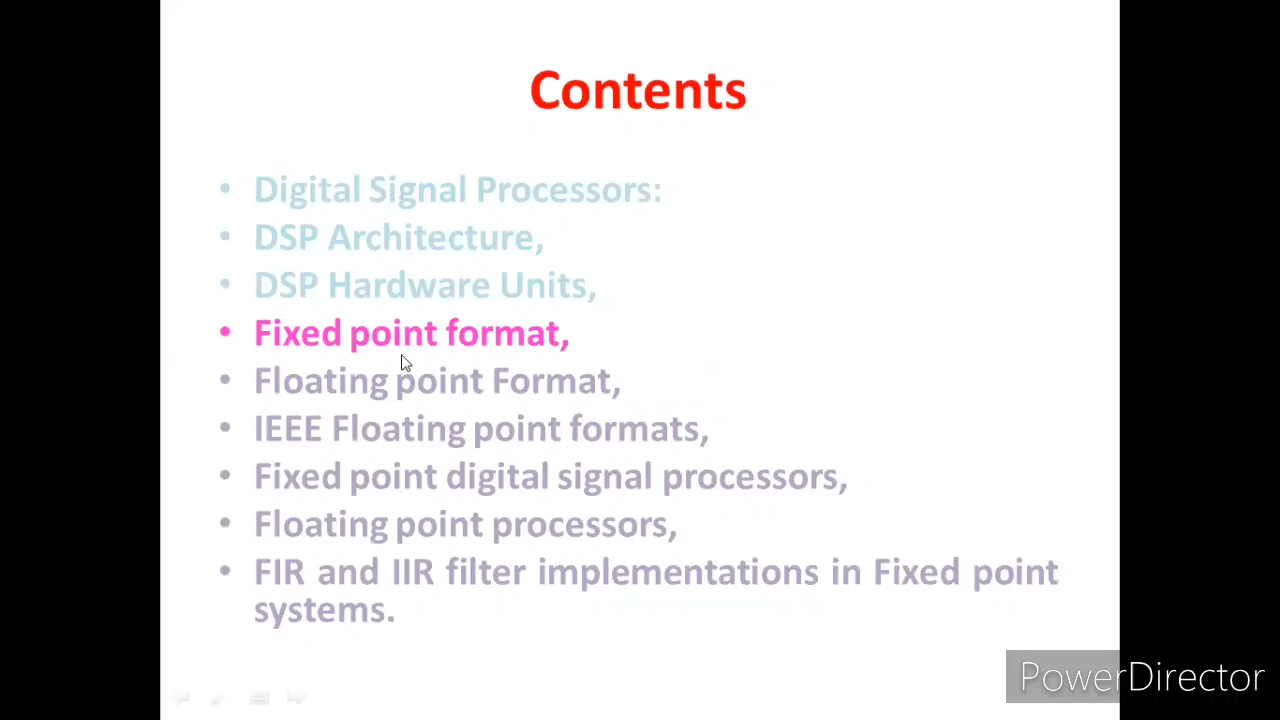 Contents
• Digital Signal Processors:
• DSP Architecture,
• DSP Hardware Units,
• Fixed point format,
• Floating point Format,
• IEEE Floating point formats,
• Fixed point digital signal processors,
• Floating point processors,
• FIR and IIR filter implementations in Fixed point
systems.
PowerDirector